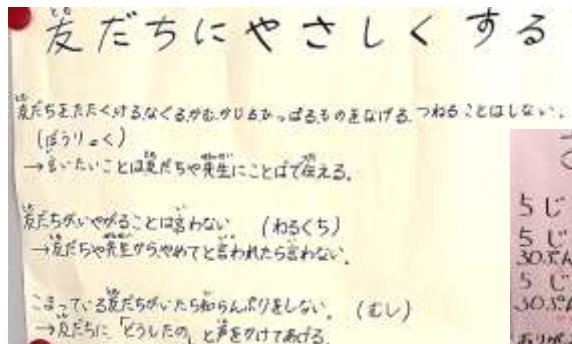 友だちにやさしくする
友だちをたたくけるなぐるかむかじるひっぱるものをなげるつねることはしない。
(ぼうりょく)
→言いたいことは友だちや先生にことばで伝える。
友だちがいやがることは言わない (わるくち)
→友だちや先生からやめてと言われたら言わない。
こまっている友だちがいたら知らんぷりをしない。 (むし)
→友だちに「どうしたの」と声をかけてあげる。
5じ
5じ
30ぷん
5じ
30ぷん